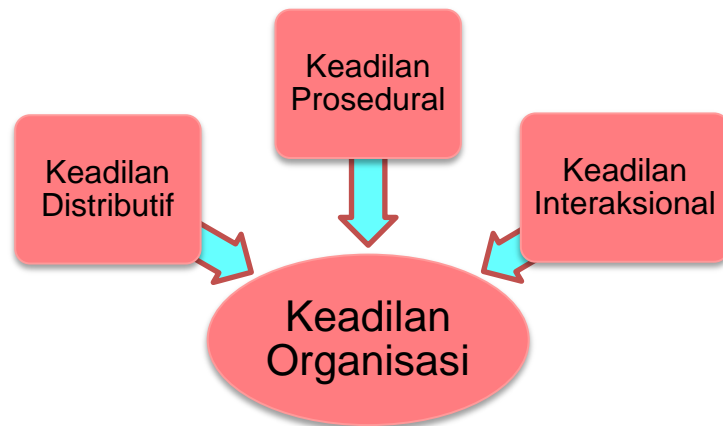 Keadilan
Prosedural
Keadilan
Distributif
Keadilan
Interaksional
Keadilan
Organisasi